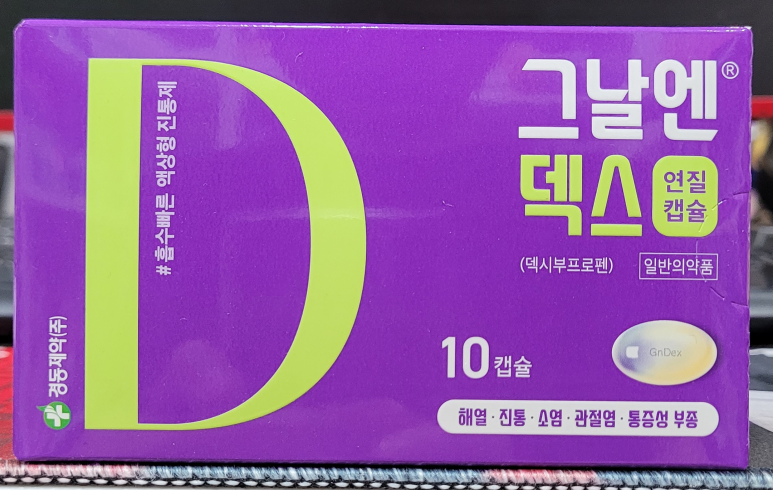 그날엔®
덱스
연질
캡슐
(덱시부프로펜)
일반의약품
#흡수빠른 액상형 진통제
D
경동제약(주)
10캡슐
GnDex
해열·진통·소염·관절염·통증성 부종